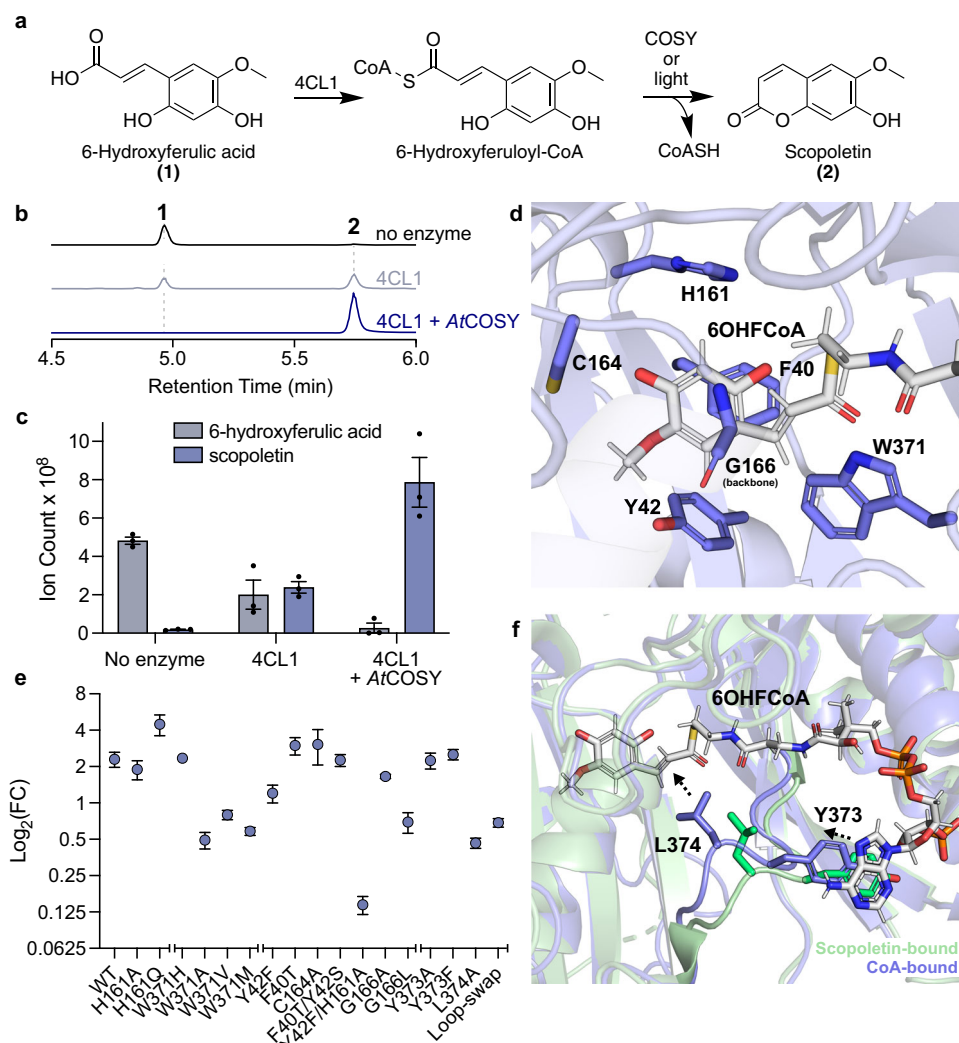 a
O
HO
O
OH
OH
6-Hydroxyferulic acid
(1)
4CL1
CoA
S
O
O
OH
OH
6-Hydroxyferuloyl-CoA
COSY
or
light
CoASH
O
O
O
OH
Scopoletin
(2)
b
1
2
no enzyme
4CL1
4CL1 + AtCOSY
4.5 5.0 5.5 6.0
Retention Time (min)
c
6-hydroxyferulic acid
scopoletin
Ion Count x 10⁸
10
8
6
4
2
0
No enzyme
4CL1
4CL1
+ AtCOSY
d
H161
6OHFCoA
C164
F40
W371
G166
(backbone)
Y42
e
Log₂(FC)
8
4
2
1
0.5
0.25
0.125
0.0625
WT
H161A
H161Q
W371H
W371A
W371V
W371M
Y42F
F40T
C164A
F40T/Y42S
Y42F/H161A
G166A
G166L
Y373A
Y373F
L374A
Loop-swap
f
6OHFCoA
Y373
L374
Scopoletin-bound
CoA-bound